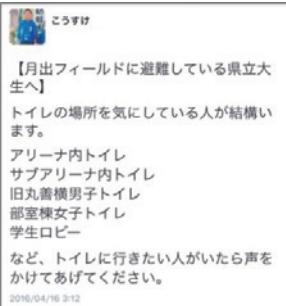 こうすけ
【月出フィールドに避難している県立大
生へ】
トイレの場所を気にしている人が結構い
ます。
アリーナ内トイレ
サブアリーナ内トイレ
旧丸善横男子トイレ
部室棟女子トイレ
学生ロビー
など、トイレに行きたい人がいたら声を
かけてあげてください。
2016/04/16 3:12